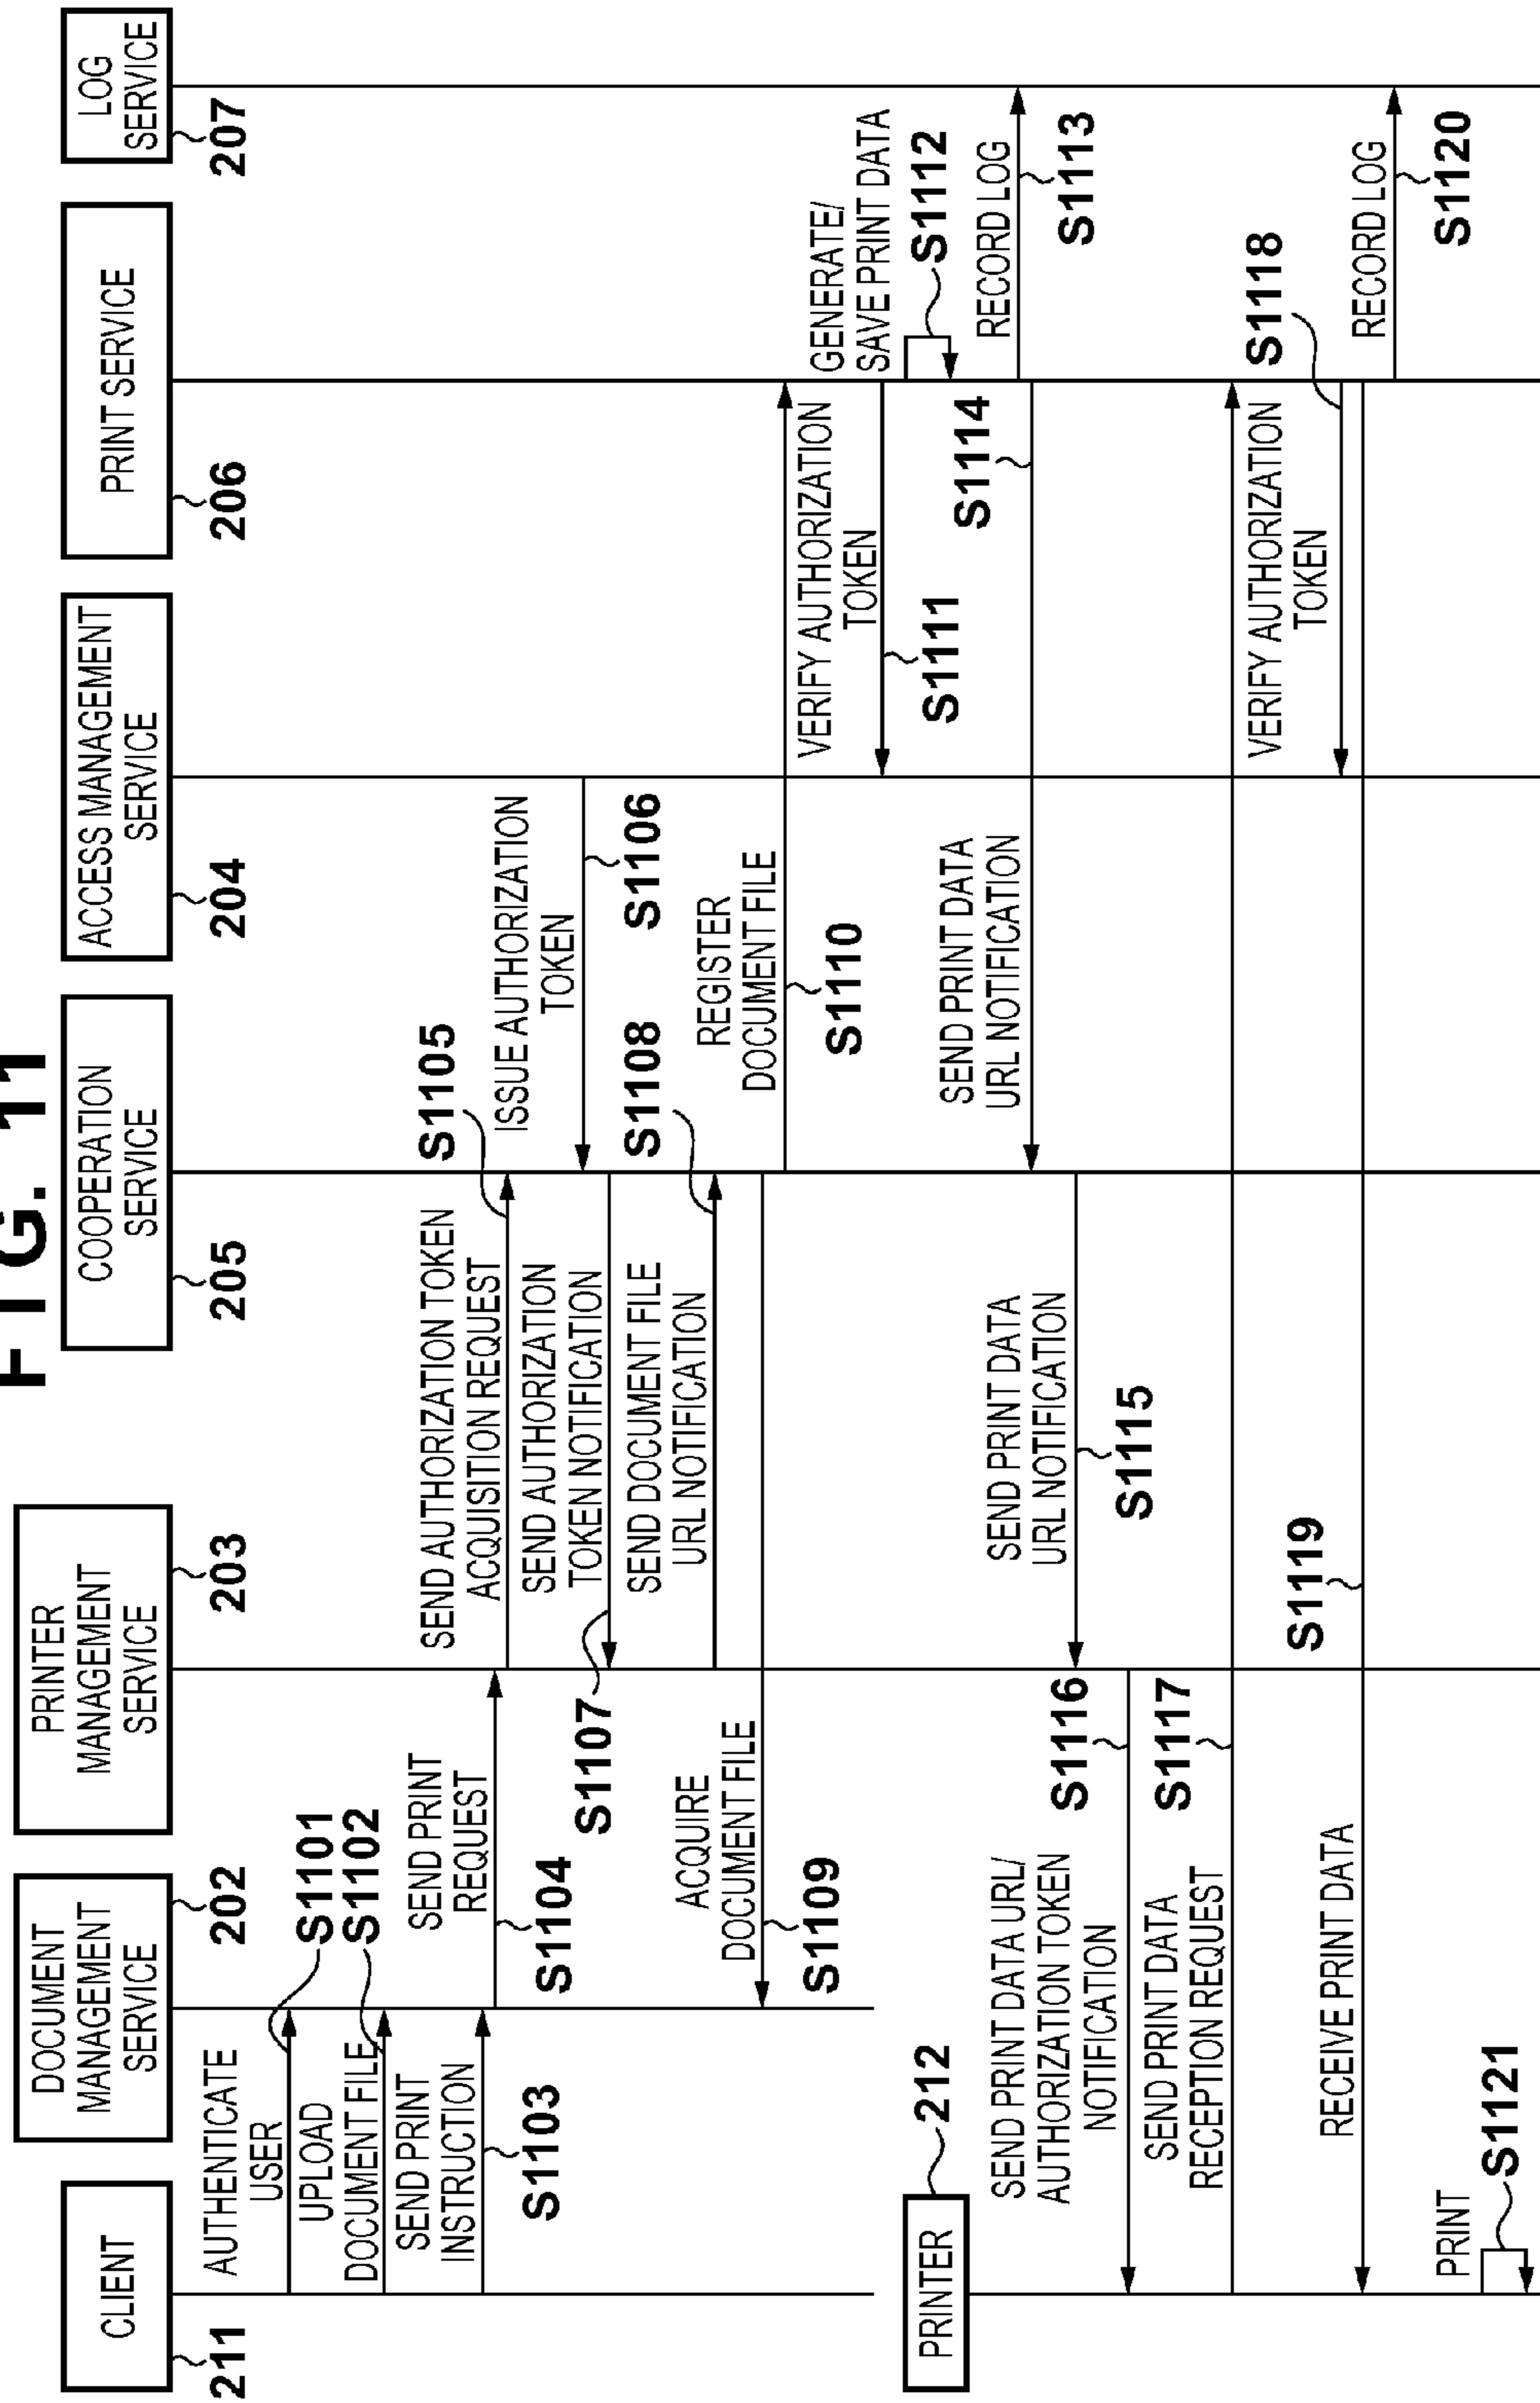 FIG. 11
CLIENT
211
DOCUMENT
MANAGEMENT
SERVICE
202
PRINTER
MANAGEMENT
SERVICE
203
COOPERATION
SERVICE
205
ACCESS MANAGEMENT
SERVICE
204
PRINT SERVICE
206
LOG
SERVICE
207
AUTHENTICATE
USER
S1101
UPLOAD
DOCUMENT FILE
S1102
SEND PRINT
INSTRUCTION
S1103
SEND PRINT
REQUEST
S1104
SEND AUTHORIZATION TOKEN
ACQUISITION REQUEST
S1105
ISSUE AUTHORIZATION
TOKEN
S1106
SEND AUTHORIZATION
TOKEN NOTIFICATION
S1107
SEND DOCUMENT FILE
URL NOTIFICATION
S1108
ACQUIRE
DOCUMENT FILE
S1109
REGISTER
DOCUMENT FILE
S1110
VERIFY AUTHORIZATION
TOKEN
S1111
GENERATE/
SAVE PRINT DATA
S1112
RECORD LOG
S1113
SEND PRINT DATA
URL NOTIFICATION
S1114
SEND PRINT DATA
URL NOTIFICATION
S1115
PRINTER
212
SEND PRINT DATA URL/
AUTHORIZATION TOKEN
NOTIFICATION
S1116
SEND PRINT DATA
RECEPTION REQUEST
S1117
VERIFY AUTHORIZATION
TOKEN
S1118
RECEIVE PRINT DATA
S1119
RECORD LOG
S1120
PRINT
S1121